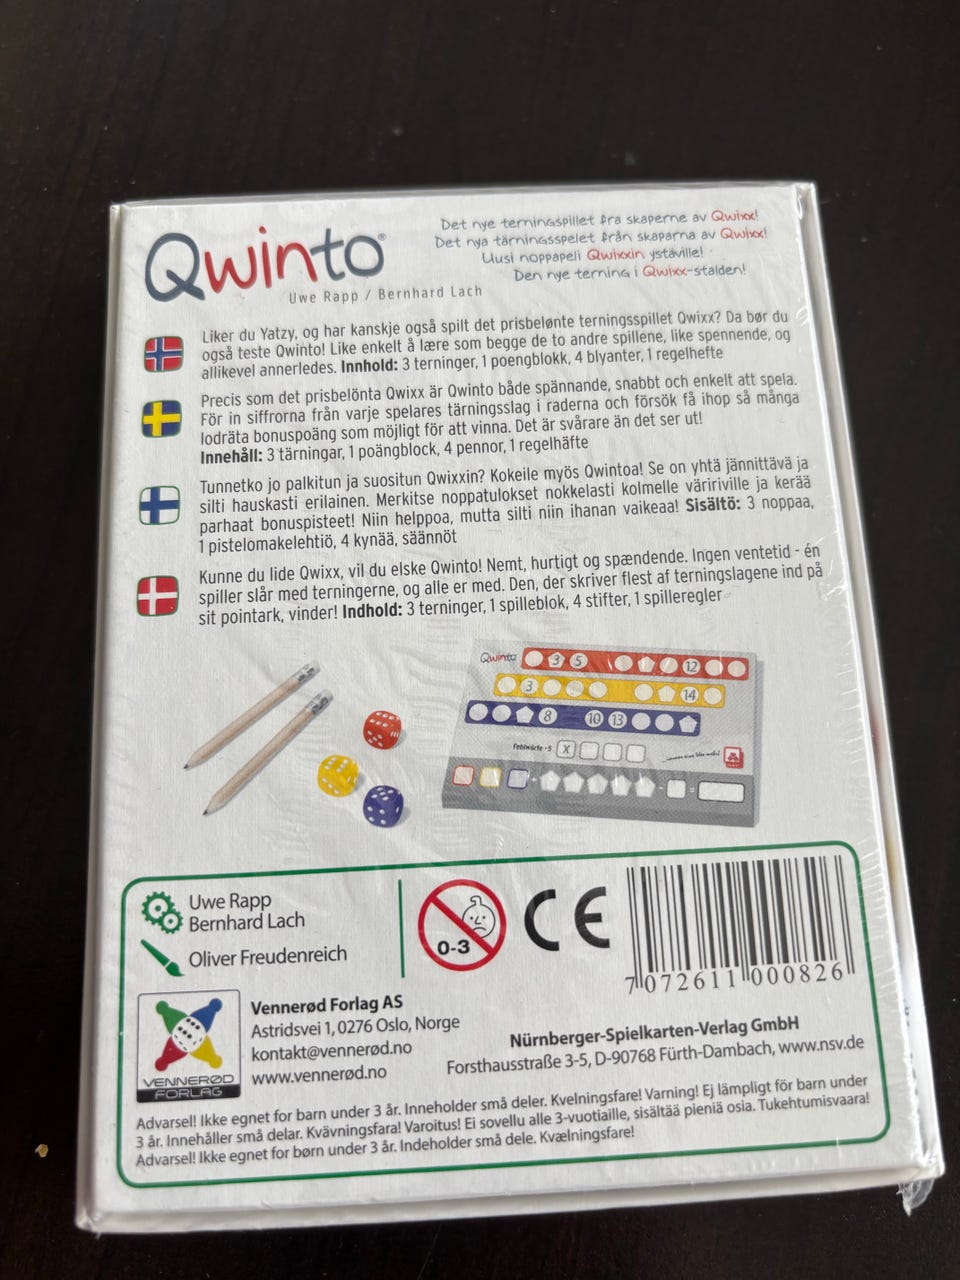 Qwinto®
Uwe Rapp / Bernhard Lach
Det nye terningspillet fra skaperne av Qwixx!
Det nya tärningsspelet från skaparna av Qwixx!
Uusi noppapeli Qwixxin ystäville!
Den nye terning i Qwixx-stalden!
Liker du Yatzy, og har kanskje også spilt det prisbelønte terningsspillet Qwixx? Da bør du
også teste Qwinto! Like enkelt å lære som begge de to andre spillene, like spennende, og
allikevel annerledes. Innhold: 3 terninger, 1 poengblokk, 4 blyanter, 1 regelhefte
Precis som det prisbelönta Qwixx är Qwinto både spännande, snabbt och enkelt att spela.
För in siffrorna från varje spelares tärningsslag i raderna och försök få ihop så många
lodräta bonuspoäng som möjligt för att vinna. Det är svårare än det ser ut!
Innehåll: 3 tärningar, 1 poängblock, 4 pennor, 1 regelhäfte
Tunnetko jo palkitun ja suositun Qwixxin? Kokeile myös Qwintoa! Se on yhtä jännittävä ja
silti hauskasti erilainen. Merkitse noppatulokset nokkelasti kolmelle väririville ja kerää
parhaat bonuspisteet! Niin helppoa, mutta silti niin ihanan vaikeaa! Sisältö: 3 noppaa,
1 pistelomakelehtiö, 4 kynää, säännöt
Kunne du lide Qwixx, vil du elske Qwinto! Nemt, hurtigt og spændende. Ingen ventetid - én
spiller slår med terningerne, og alle er med. Den, der skriver flest af terningslagene ind på
sit pointark, vinder! Indhold: 3 terninger, 1 spilleblok, 4 stifter, 1 spilleregler
Qwinto 3 5 12
3 14
8 10 13
Fehlwürfe -5 X
Uwe Rapp
Bernhard Lach
Oliver Freudenreich
0-3
CE
7 072611 000826
VENNERØD
FORLAG
Vennerød Forlag AS
Astridsvei 1, 0276 Oslo, Norge
kontakt@vennerød.no
www.vennerød.no
Nürnberger-Spielkarten-Verlag GmbH
Forsthausstraße 3-5, D-90768 Fürth-Dambach, www.nsv.de
Advarsel! Ikke egnet for barn under 3 år. Inneholder små deler. Kvelningsfare! Varning! Ej lämpligt för barn under
3 år. Innehåller små delar. Kvävningsfara! Varoitus! Ei sovellu alle 3-vuotiaille, sisältää pieniä osia. Tukehtumisvaara!
Advarsel! Ikke egnet for børn under 3 år. Indeholder små dele. Kvælningsfare!